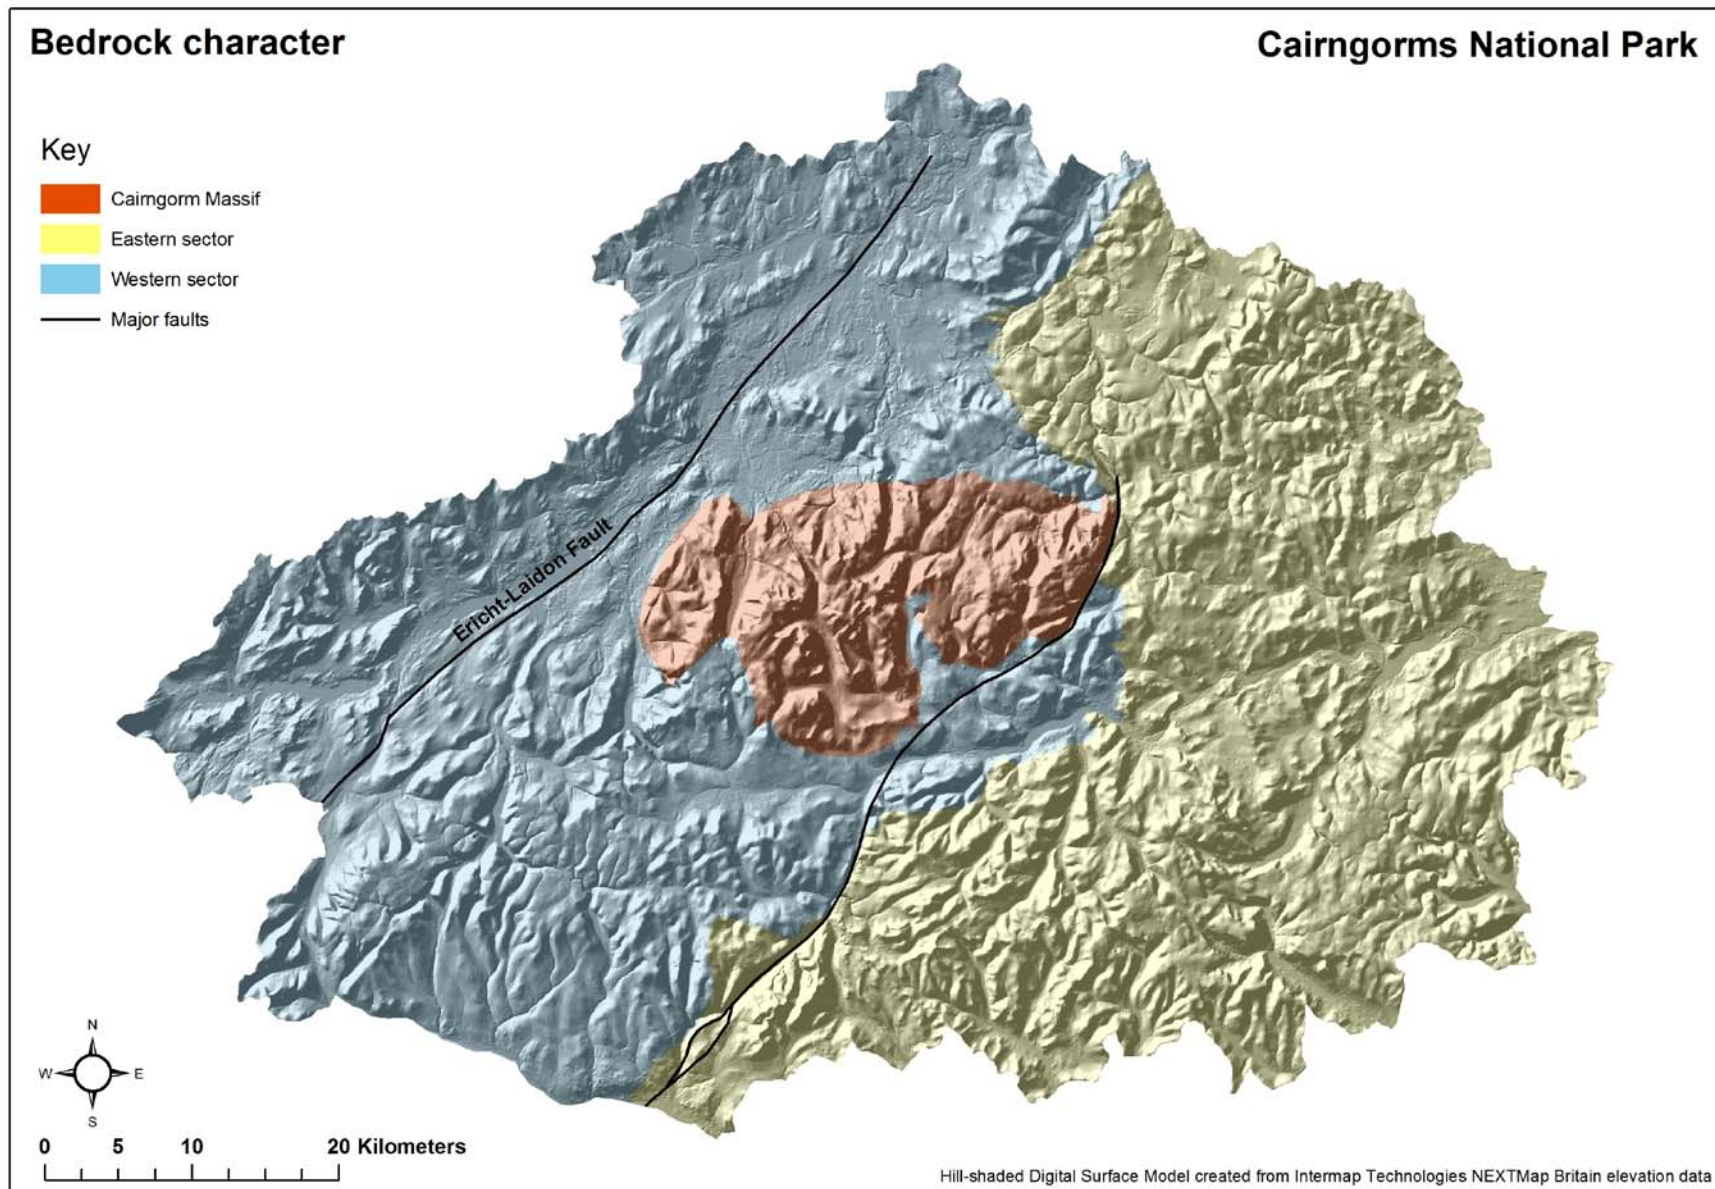 Bedrock character
Cairngorms National Park
Key
Cairngorm Massif
Eastern sector
Western sector
Major faults
Ericht-Laidon Fault
N
W E
S
0 5 10 20 Kilometers
Hill-shaded Digital Surface Model created from Intermap Technologies NEXTMap Britain elevation data